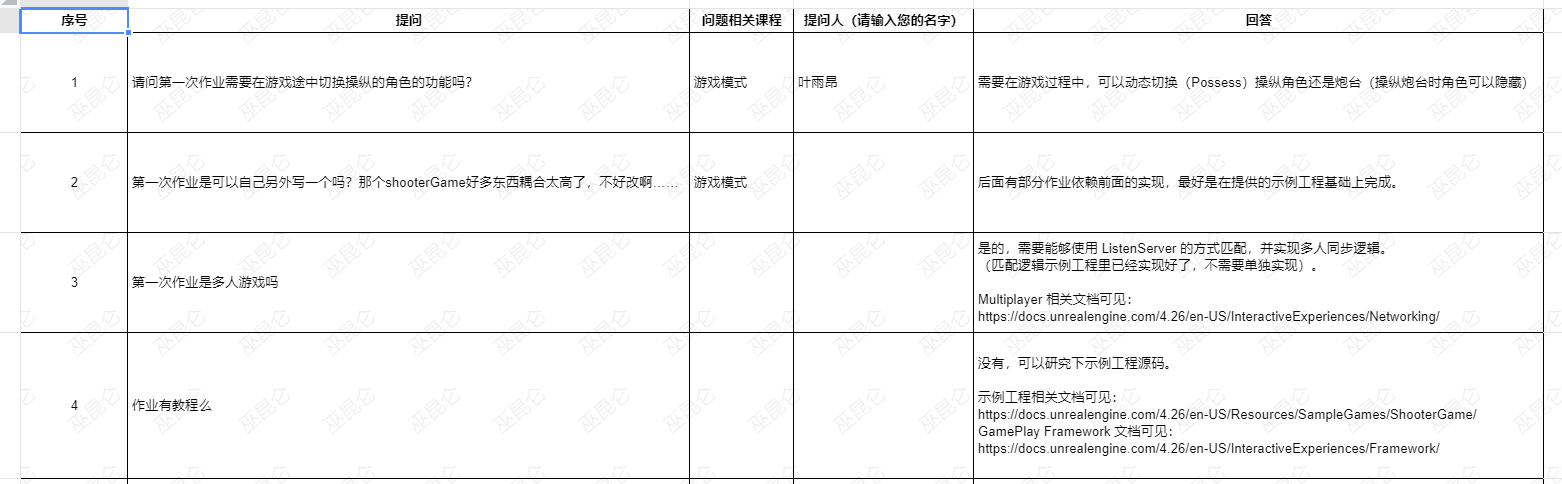 序号 提问 问题相关课程 提问人（请输入您的名字） 回答
1 请问第一次作业需要在游戏途中切换操纵的角色的功能吗？ 游戏模式 叶雨昂 需要在游戏过程中，可以动态切换（Possess）操纵角色还是炮台（操纵炮台时角色可以隐藏）
2 第一次作业是可以自己另外写一个吗？那个shooterGame好多东西耦合太高了，不好改啊…… 游戏模式 后面有部分作业依赖前面的实现，最好是在提供的示例工程基础上完成。
3 第一次作业是多人游戏吗 是的，需要能够使用 ListenServer 的方式匹配，并实现多人同步逻辑。
（匹配逻辑示例工程里已经实现好了，不需要单独实现）。
Multiplayer 相关文档可见：
https://docs.unrealengine.com/4.26/en-US/InteractiveExperiences/Networking/
4 作业有教程么 没有，可以研究下示例工程源码。
示例工程相关文档可见：
https://docs.unrealengine.com/4.26/en-US/Resources/SampleGames/ShooterGame/
GamePlay Framework 文档可见：
https://docs.unrealengine.com/4.26/en-US/InteractiveExperiences/Framework/
巫昆仑